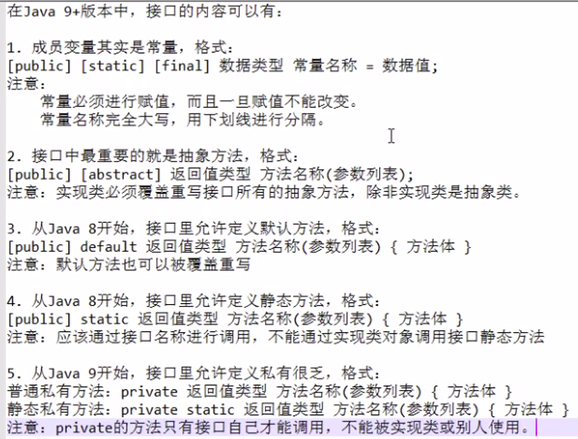 在Java 9+版本中，接口的内容可以有：
1. 成员变量其实是常量，格式：
[public] [static] [final] 数据类型 常量名称 = 数据值;
注意：
常量必须进行赋值，而且一旦赋值不能改变。
常量名称完全大写，用下划线进行分隔。
2. 接口中最重要的就是抽象方法，格式：
[public] [abstract] 返回值类型 方法名称(参数列表);
注意：实现类必须覆盖重写接口所有的抽象方法，除非实现类是抽象类。
3. 从Java 8开始，接口里允许定义默认方法，格式：
[public] default 返回值类型 方法名称(参数列表) { 方法体 }
注意：默认方法也可以被覆盖重写
4. 从Java 8开始，接口里允许定义静态方法，格式：
[public] static 返回值类型 方法名称(参数列表) { 方法体 }
注意：应该通过接口名称进行调用，不能通过实现类对象调用接口静态方法
5. 从Java 9开始，接口里允许定义私有很乏，格式：
普通私有方法：private 返回值类型 方法名称(参数列表) { 方法体 }
静态私有方法：private static 返回值类型 方法名称(参数列表) { 方法体 }
注意：private的方法只有接口自己才能调用，不能被实现类或别人使用。